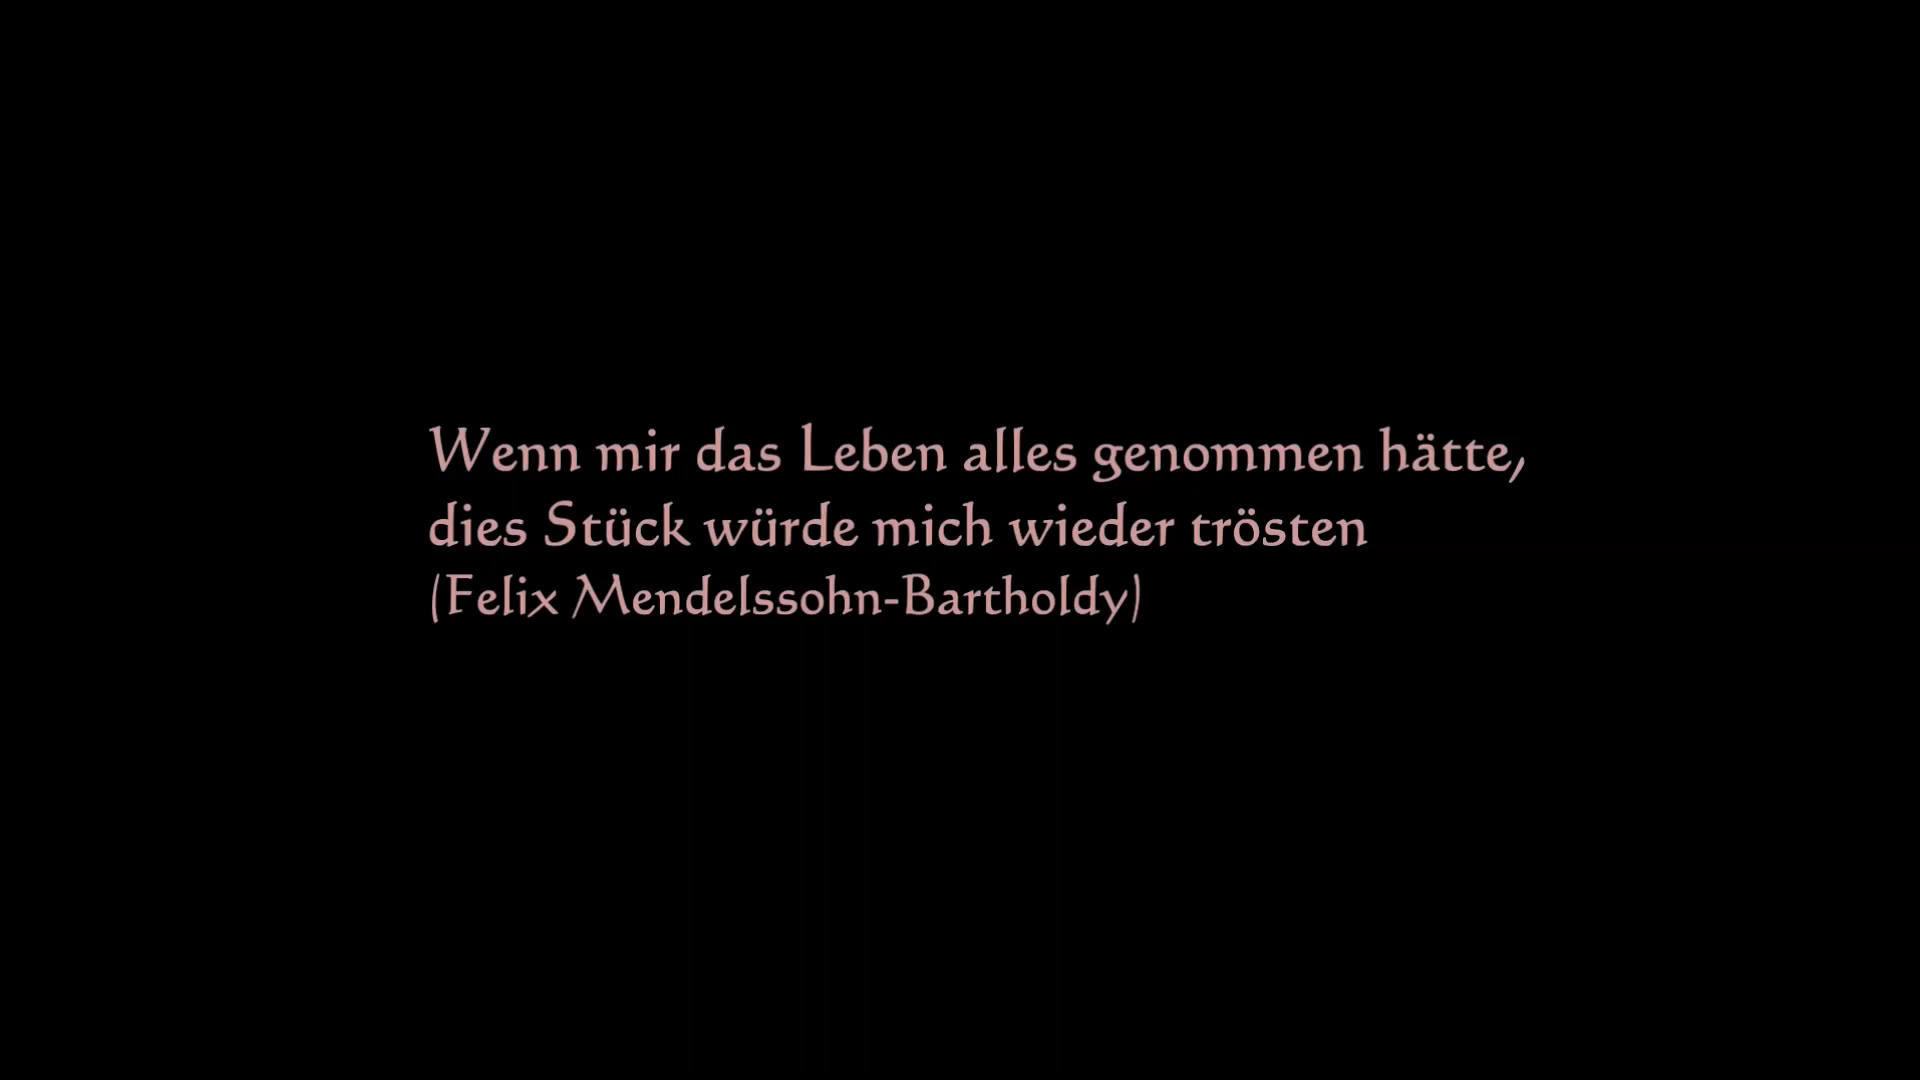 Wenn mir das Leben alles genommen hätte,
dies Stück würde mich wieder trösten
(Felix Mendelssohn-Bartholdy)